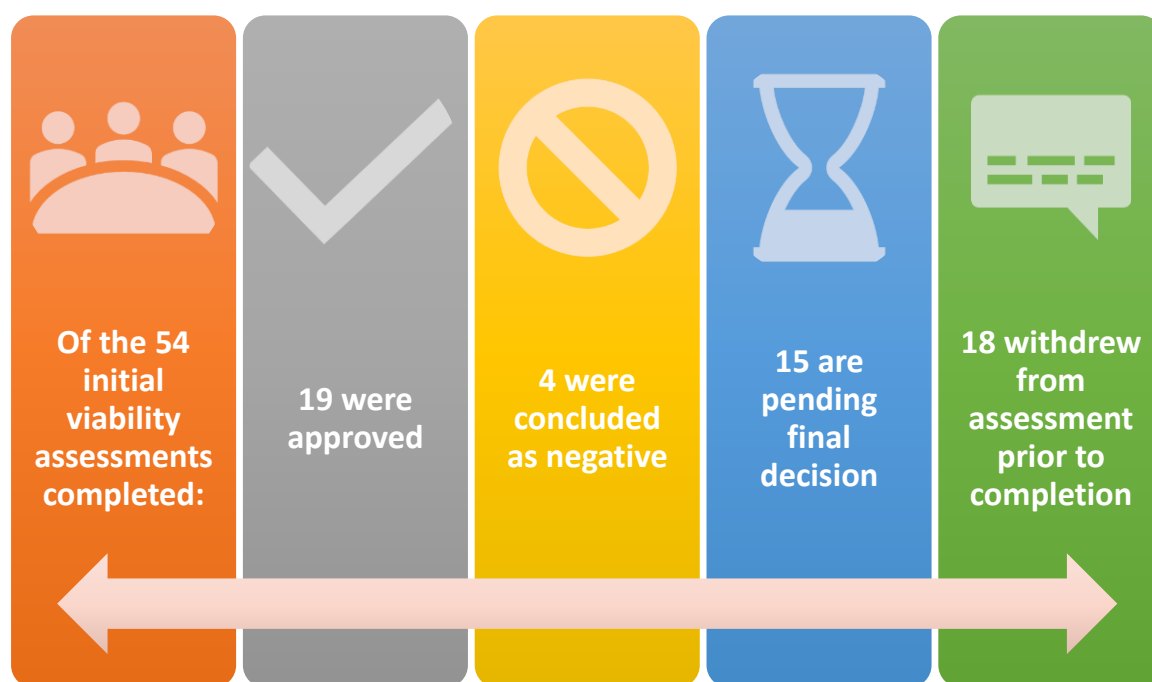 Of the 54
initial
viability
assessments
completed:
19 were
approved
4 were
concluded
as negative
15 are
pending
final
decision
18 withdrew
from
assessment
prior to
completion